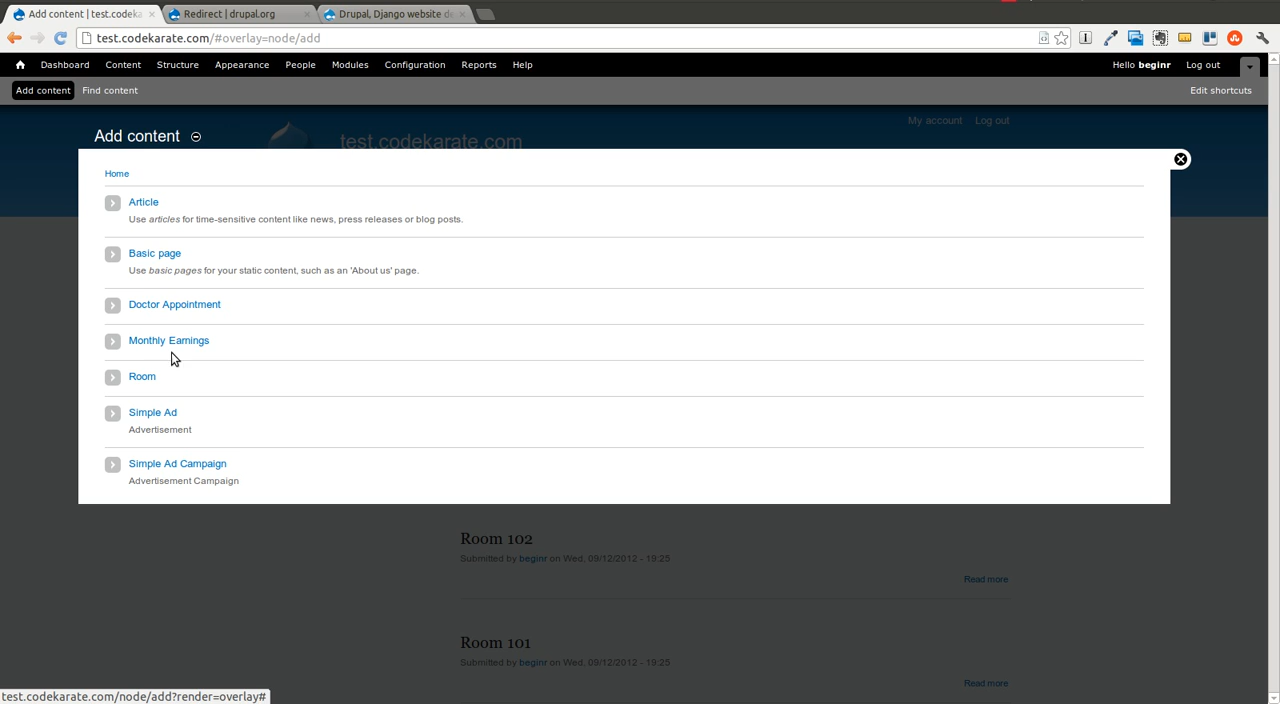 Add content | test.codeka
Redirect | drupal.org
Drupal, Django website de
test.codekarate.com/#overlay=node/add
Dashboard Content Structure Appearance People Modules Configuration Reports Help Hello beginr Log out
Add content Find content Edit shortcuts
My account Log out
Add content
test.codekarate.com
Home
Article
Use articles for time-sensitive content like news, press releases or blog posts.
Basic page
Use basic pages for your static content, such as an 'About us' page.
Doctor Appointment
Monthly Earnings
Room
Simple Ad
Advertisement
Simple Ad Campaign
Advertisement Campaign
Room 102
Submitted by beginr on Wed, 09/12/2012 - 19:25
Read more
Room 101
Submitted by beginr on Wed, 09/12/2012 - 19:25
Read more
test.codekarate.com/node/add?render=overlay#